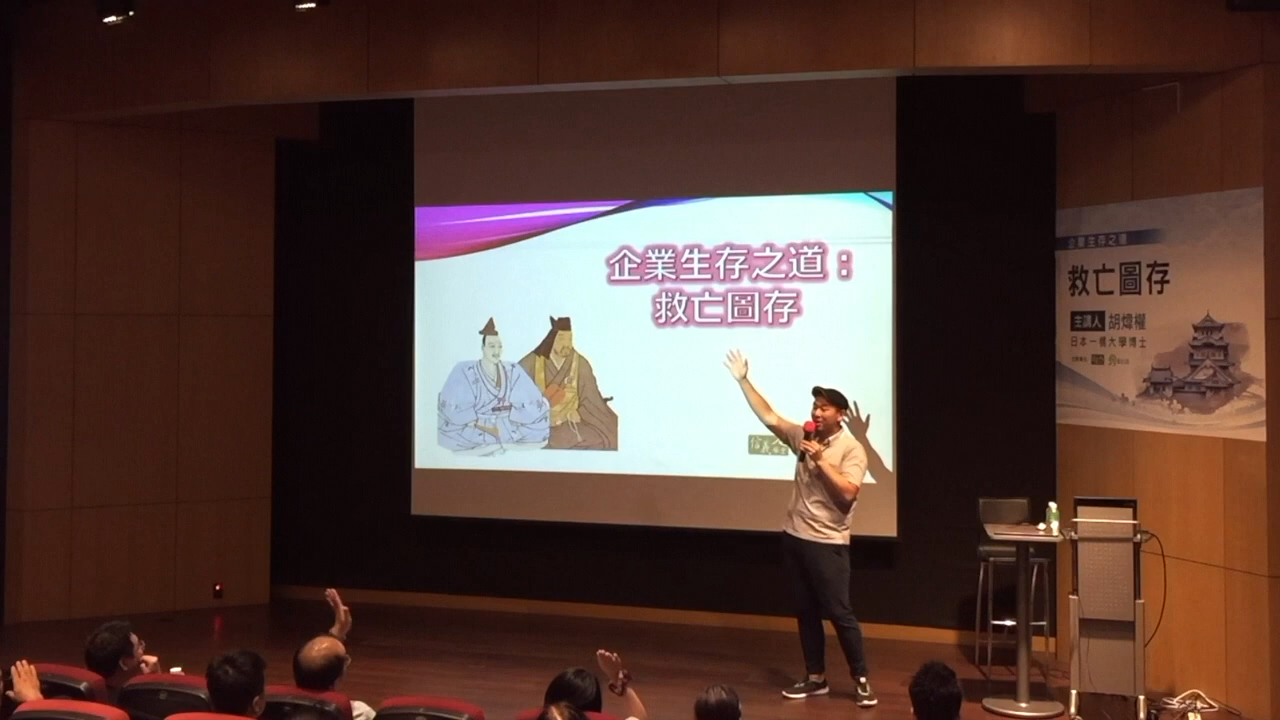 企業生存之道：
救亡圖存
企業生存之道
救亡圖存
主講人 胡煒權
日本一橋大學博士